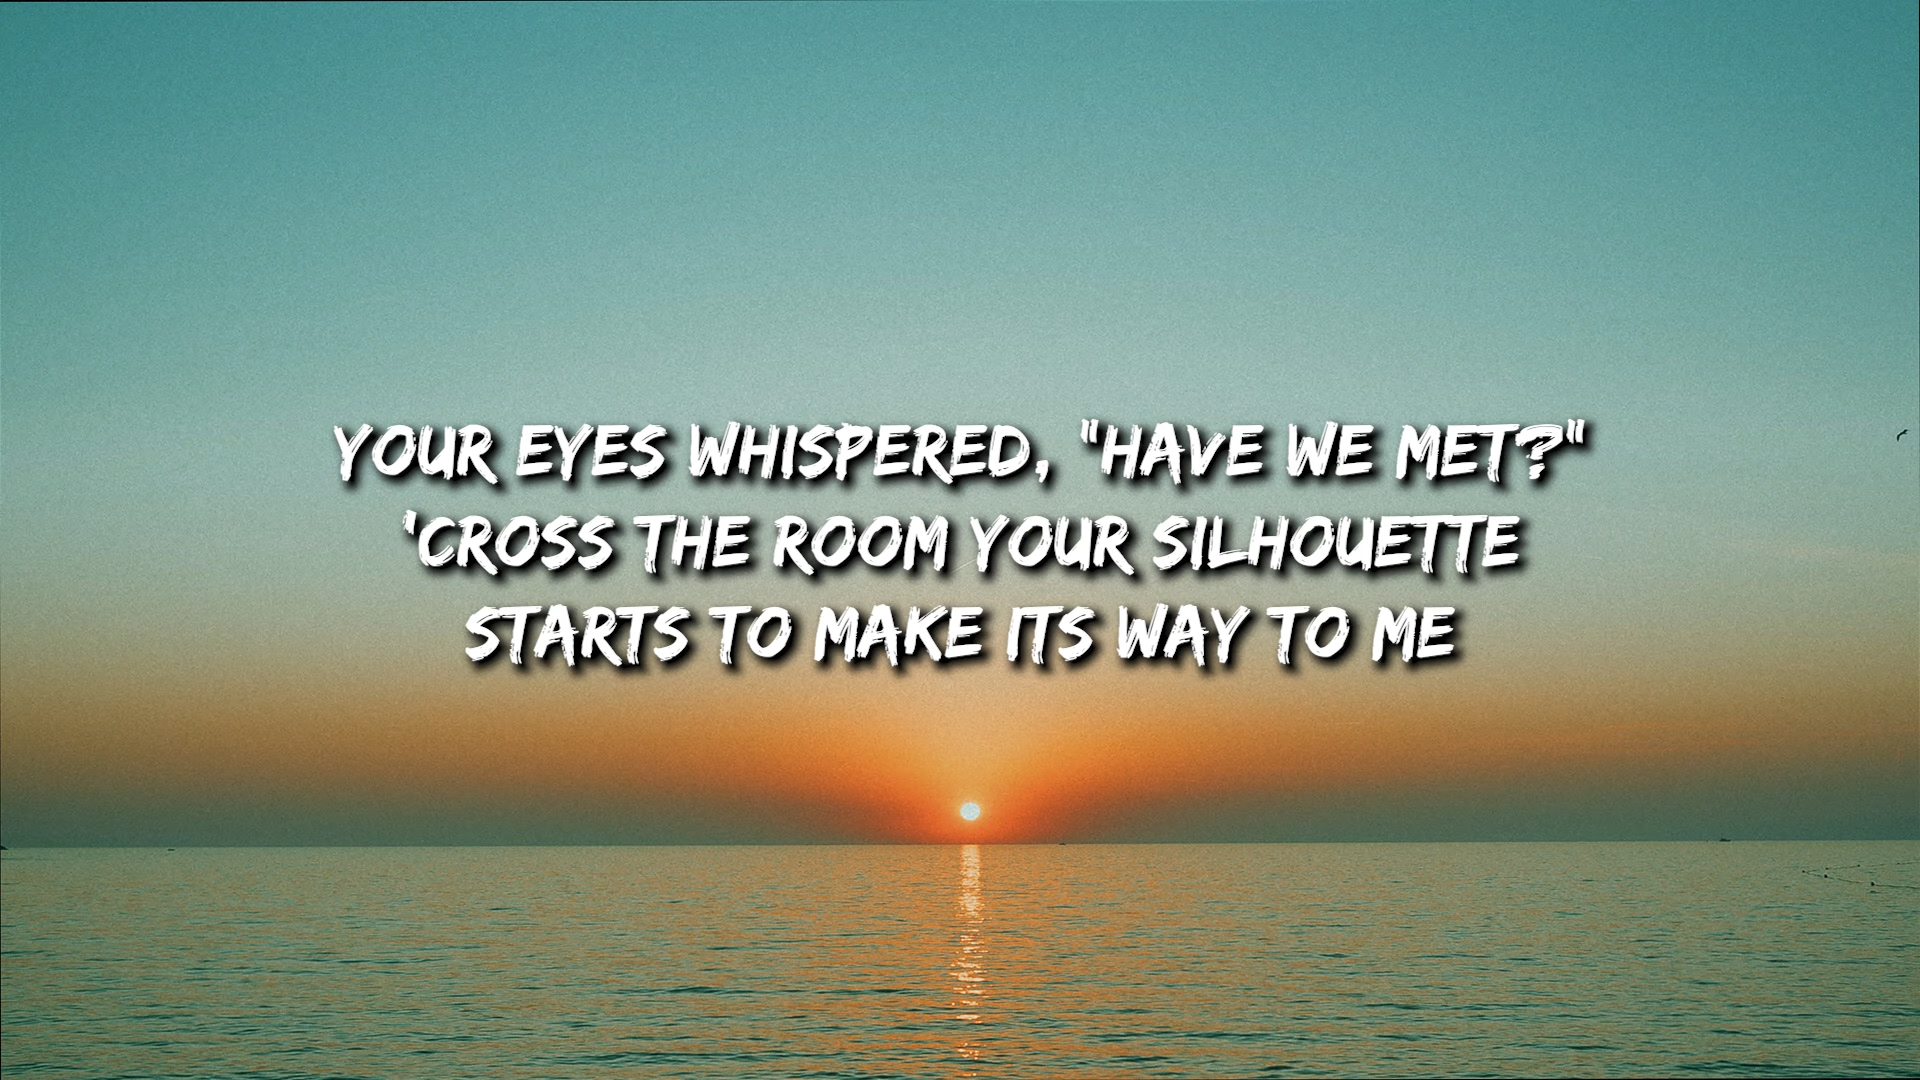 YOUR EYES WHISPERED, "HAVE WE MET?"
'CROSS THE ROOM YOUR SILHOUETTE
STARTS TO MAKE ITS WAY TO ME